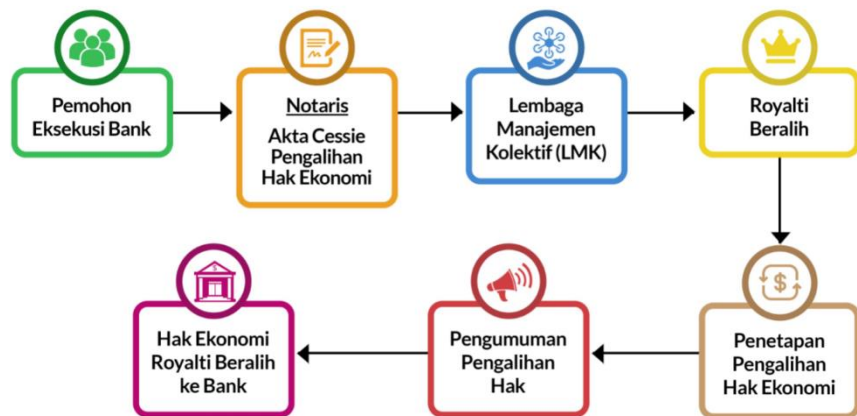 Pemohon
Eksekusi Bank
Notaris
Akta Cessie
Pengalihan
Hak Ekonomi
Lembaga
Manajemen
Kolektif (LMK)
Royalti
Beralih
$
Penetapan
Pengalihan
Hak Ekonomi
Pengumuman
Pengalihan
Hak
Hak Ekonomi
Royalti Beralih
ke Bank